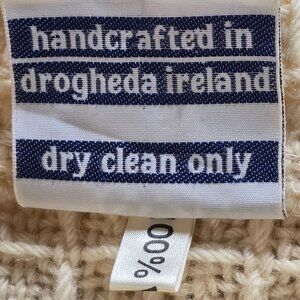 handcrafted in
drogheda ireland
dry clean only
100%